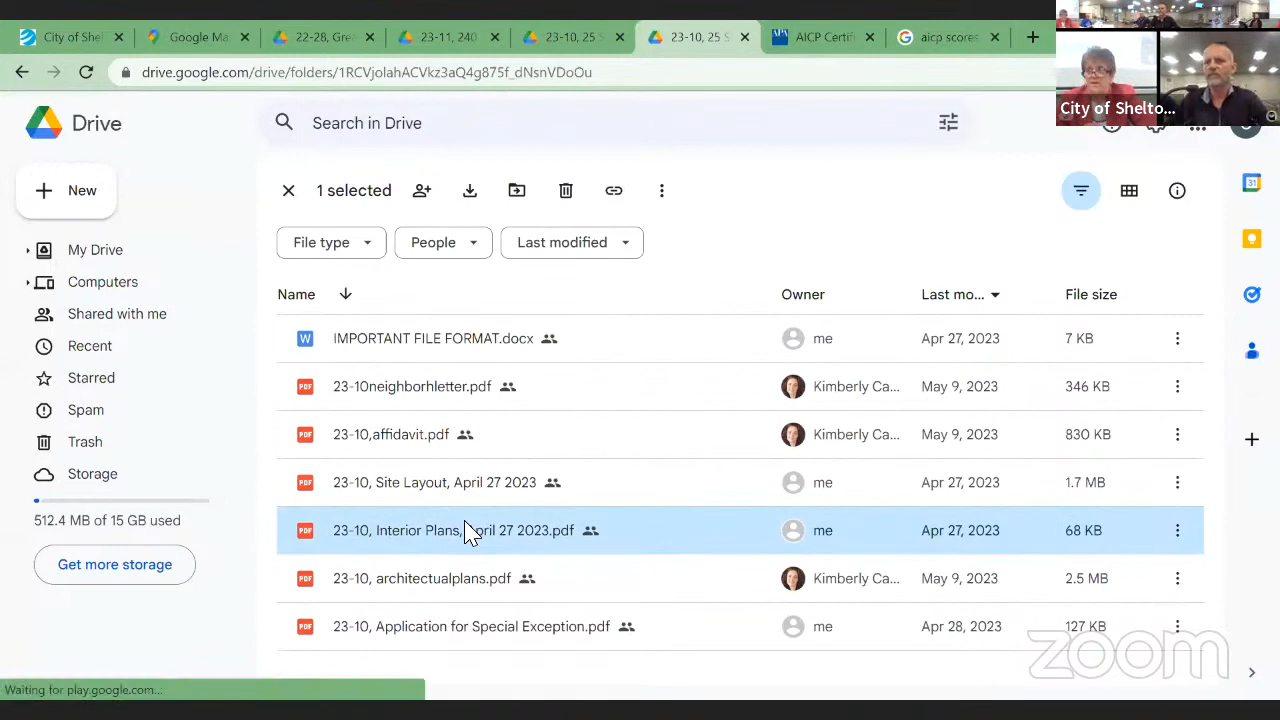 City of Shel
Google Ma
22-28, Gre
23-11, 240
23-10, 25 S
23-10, 25 S
AICP Certif
aicp scores
drive.google.com/drive/folders/1RCVjolahACVkz3aQ4g875f_dNsnVDoOu
City of Shelto...
Drive
Search in Drive
New
1 selected
My Drive
Computers
Shared with me
Recent
Starred
Spam
Trash
Storage
512.4 MB of 15 GB used
Get more storage
File type
People
Last modified
Name
Owner
Last mo...
File size
IMPORTANT FILE FORMAT.docx
me
Apr 27, 2023
7 KB
23-10neighborhletter.pdf
Kimberly Ca...
May 9, 2023
346 KB
23-10,affidavit.pdf
Kimberly Ca...
May 9, 2023
830 KB
23-10, Site Layout, April 27 2023
me
Apr 27, 2023
1.7 MB
23-10, Interior Plans, April 27 2023.pdf
me
Apr 27, 2023
68 KB
23-10, architectualplans.pdf
Kimberly Ca...
May 9, 2023
2.5 MB
23-10, Application for Special Exception.pdf
me
Apr 28, 2023
127 KB
zoom
Waiting for play.google.com...